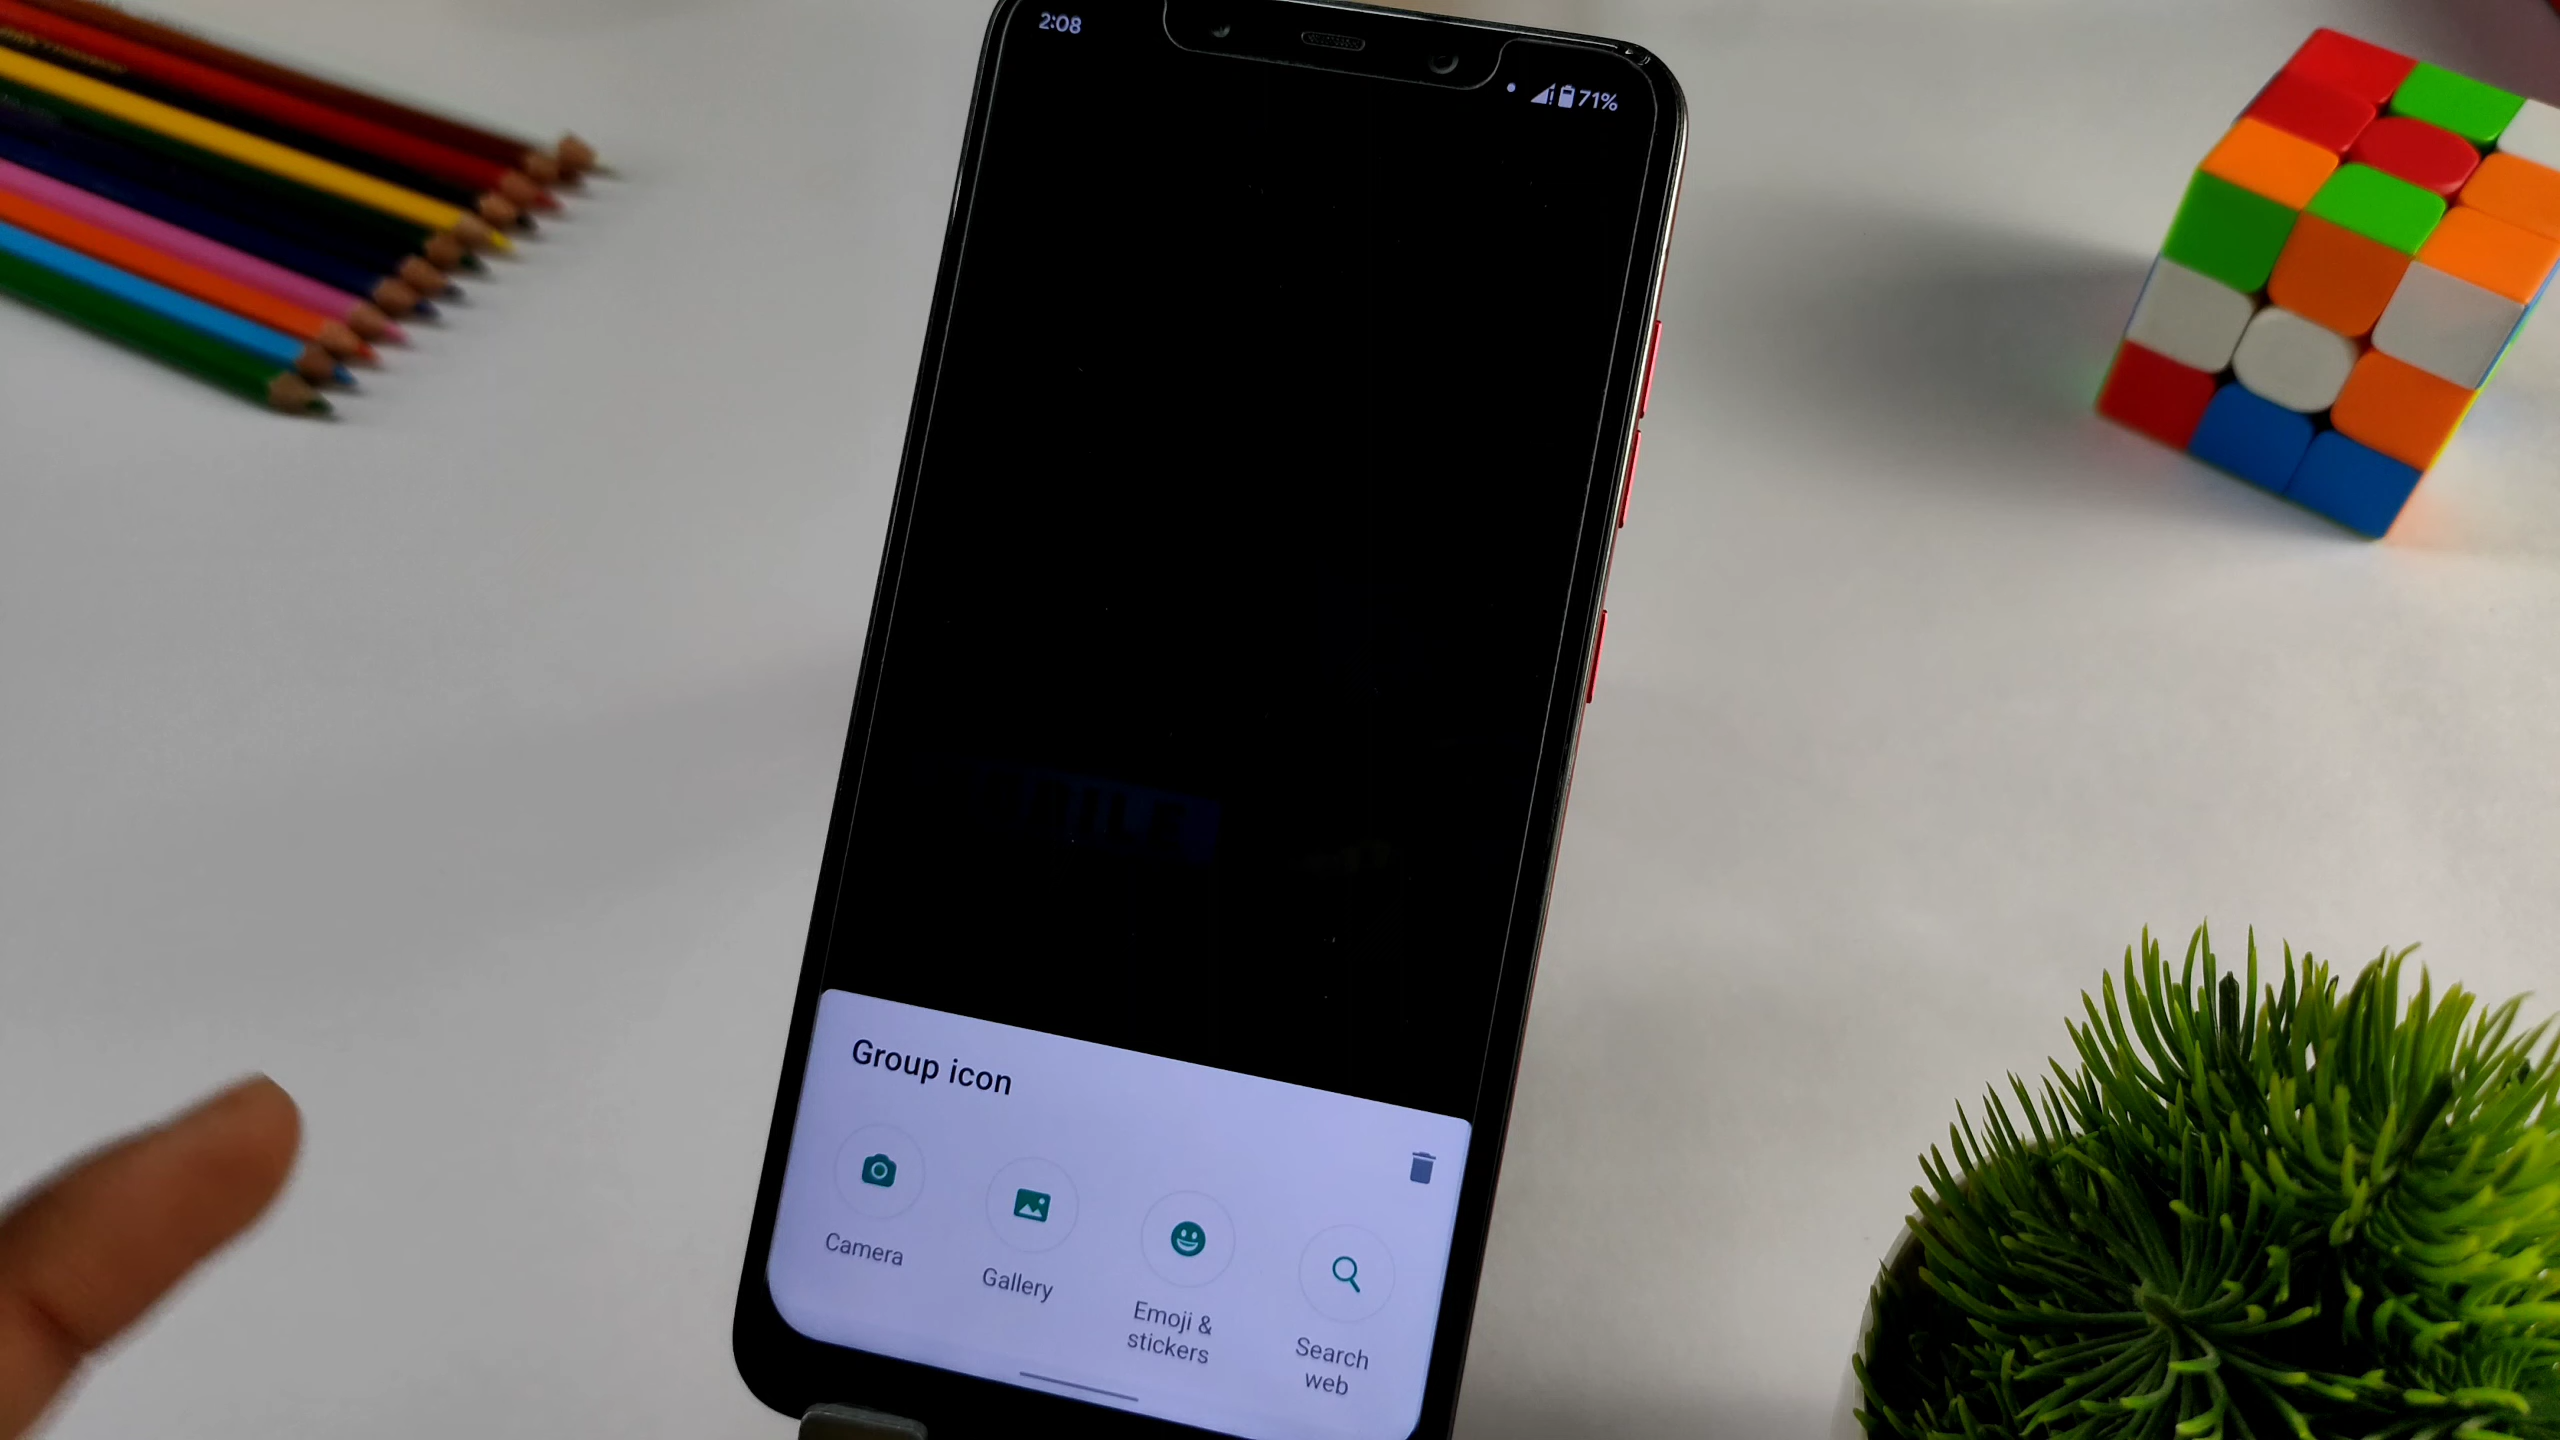 2:08
71%
Group icon
Camera
Gallery
Emoji &
stickers
Search
web